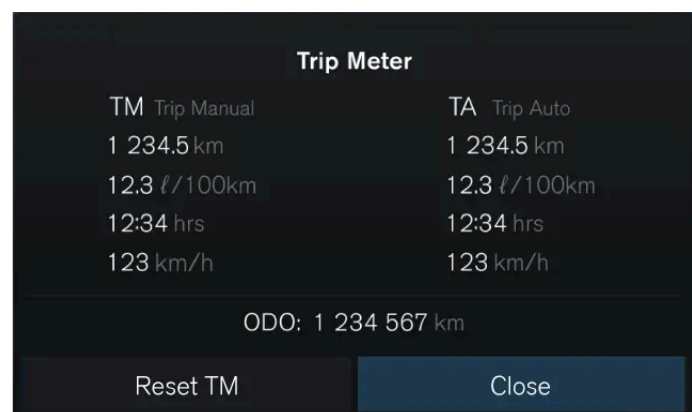 Trip Meter
TM Trip Manual TA Trip Auto
1 234.5 km 1 234.5 km
12.3 ℓ/100km 12.3 ℓ/100km
12:34 hrs 12:34 hrs
123 km/h 123 km/h
ODO: 1 234 567 km
Reset TM Close